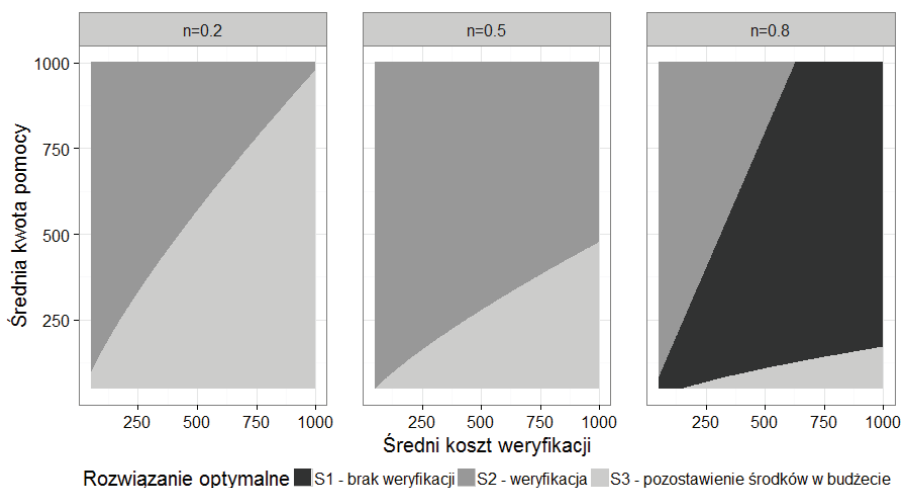 n=0.2 n=0.5 n=0.8
1000
750
500
250
Średnia kwota pomocy
250 500 750 1000 250 500 750 1000 250 500 750 1000
Średni koszt weryfikacji
Rozwiązanie optymalne S1 - brak weryfikacji S2 - weryfikacja S3 - pozostawienie środków w budżecie